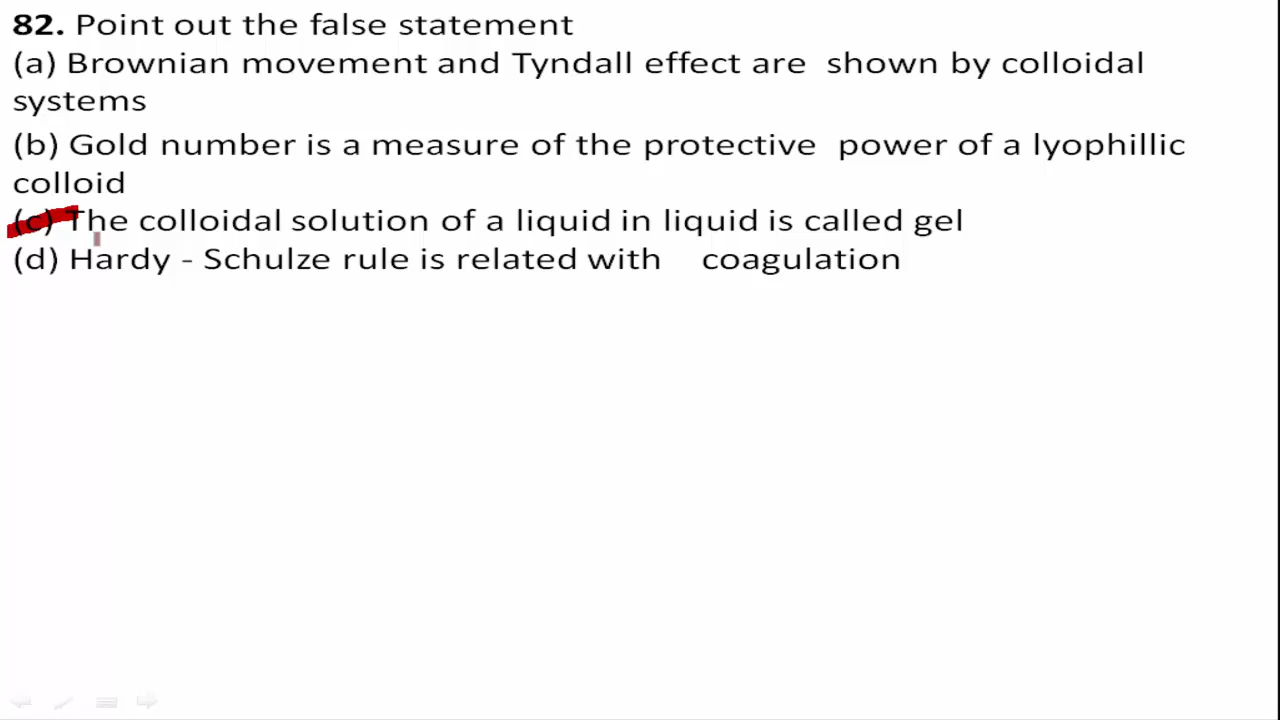 82. Point out the false statement
(a) Brownian movement and Tyndall effect are shown by colloidal
systems
(b) Gold number is a measure of the protective power of a lyophillic
colloid
(c) The colloidal solution of a liquid in liquid is called gel
(d) Hardy - Schulze rule is related with coagulation